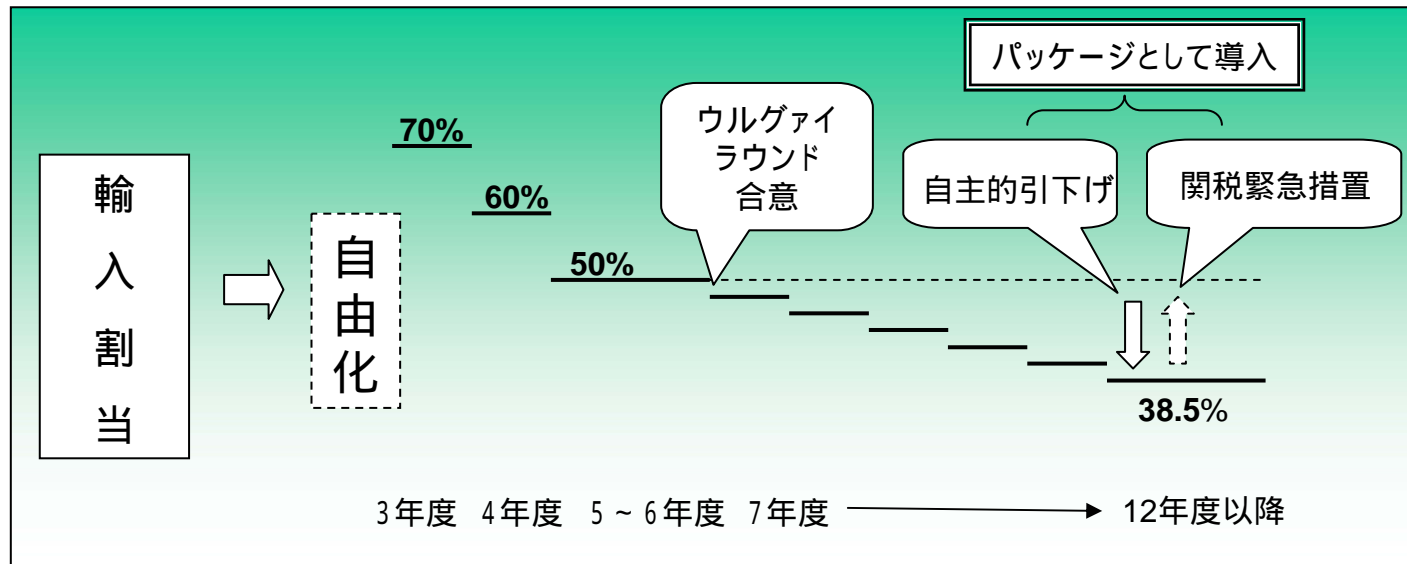 パッケージとして導入
ウルグァイ
ラウンド
合意
自主的引下げ
関税緊急措置
70%
60%
50%
38.5%
輸入割当
自由化
3年度 4年度 5~6年度 7年度 12年度以降